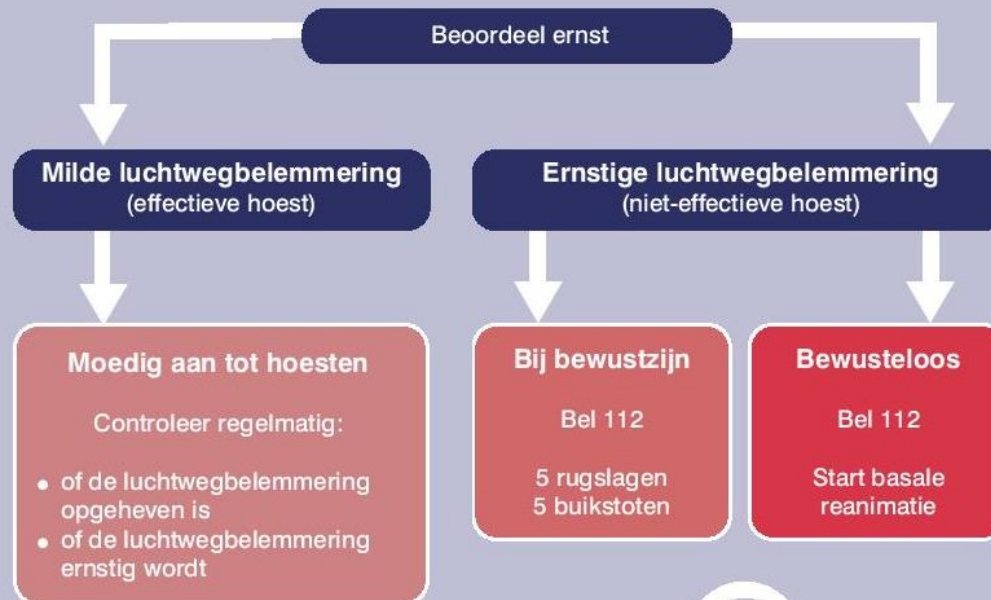 Beoordeel ernst
Milde luchtwegbelemmering
(effectieve hoest)
Ernstige luchtwegbelemmering
(niet-effectieve hoest)
Moedig aan tot hoesten
Controleer regelmatig:
• of de luchtwegbelemmering
opgeheven is
• of de luchtwegbelemmering
ernstig wordt
Bij bewustzijn
Bel 112
5 rugslagen
5 buikstoten
Bewusteloos
Bel 112
Start basale
reanimatie